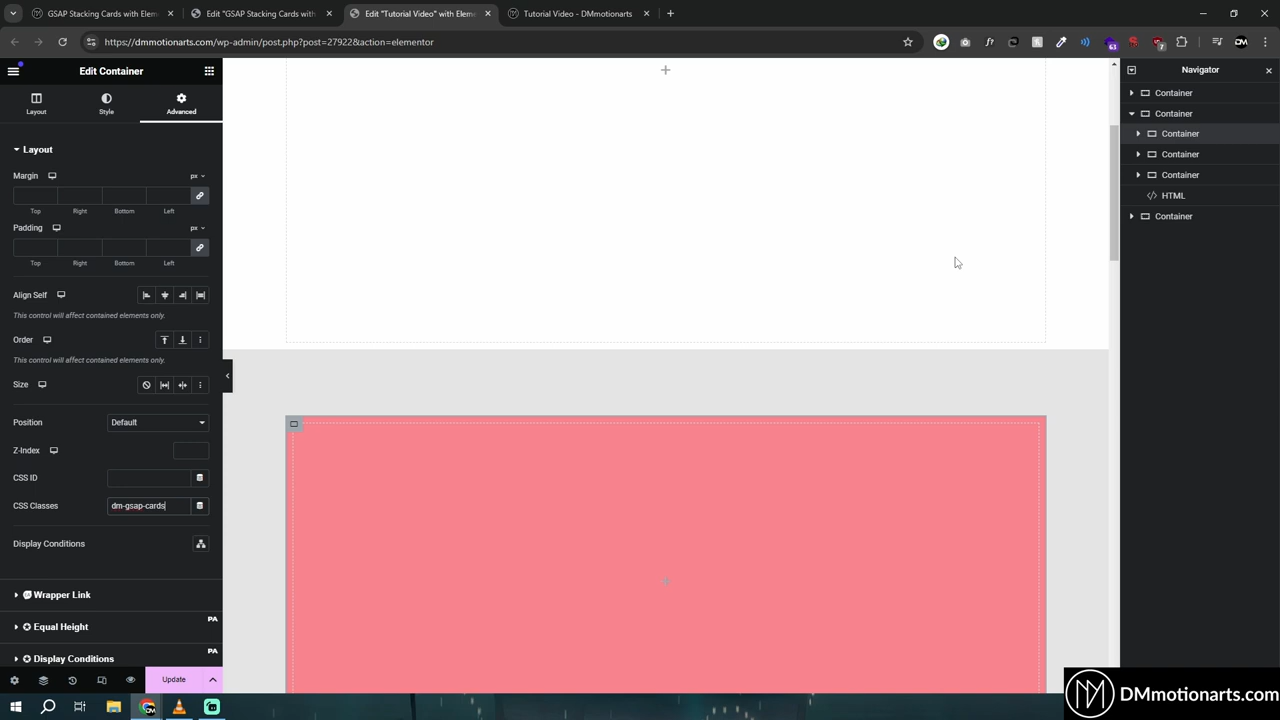 GSAP Stacking Cards with Elem
Edit "GSAP Stacking Cards with
Edit "Tutorial Video" with Eleme
Tutorial Video - DMmotionarts
https://dmmotionarts.com/wp-admin/post.php?post=27922&action=elementor
Edit Container
Navigator
Layout
Style
Advanced
Container
Container
Container
Container
Container
HTML
Container
Layout
Margin
px
Top
Right
Bottom
Left
Padding
px
Top
Right
Bottom
Left
Align Self
This control will affect contained elements only.
Order
This control will affect contained elements only.
Size
Position
Default
Z-Index
CSS ID
CSS Classes
dm-gsap-cards
Display Conditions
Wrapper Link
PA
Equal Height
PA
Display Conditions
Update
DMmotionarts.com